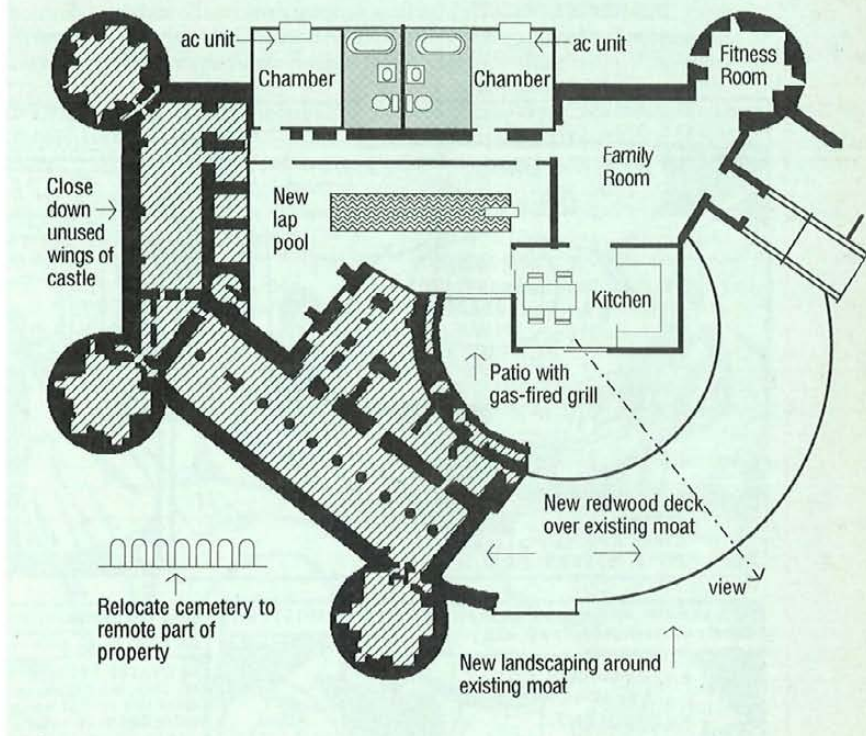 ac unit
ac unit
Chamber
Chamber
Fitness
Room
Family
Room
Close
down
unused
wings of
castle
New
lap
pool
Kitchen
Patio with
gas-fired grill
New redwood deck
over existing moat
view
Relocate cemetery to
remote part of
property
New landscaping around
existing moat